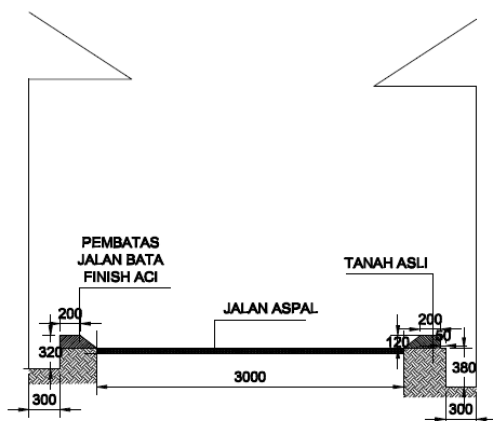 PEMBATAS
JALAN BATA
FINISH ACI
TANAH ASLI
JALAN ASPAL
200
200
320
120
50
380
3000
300
300